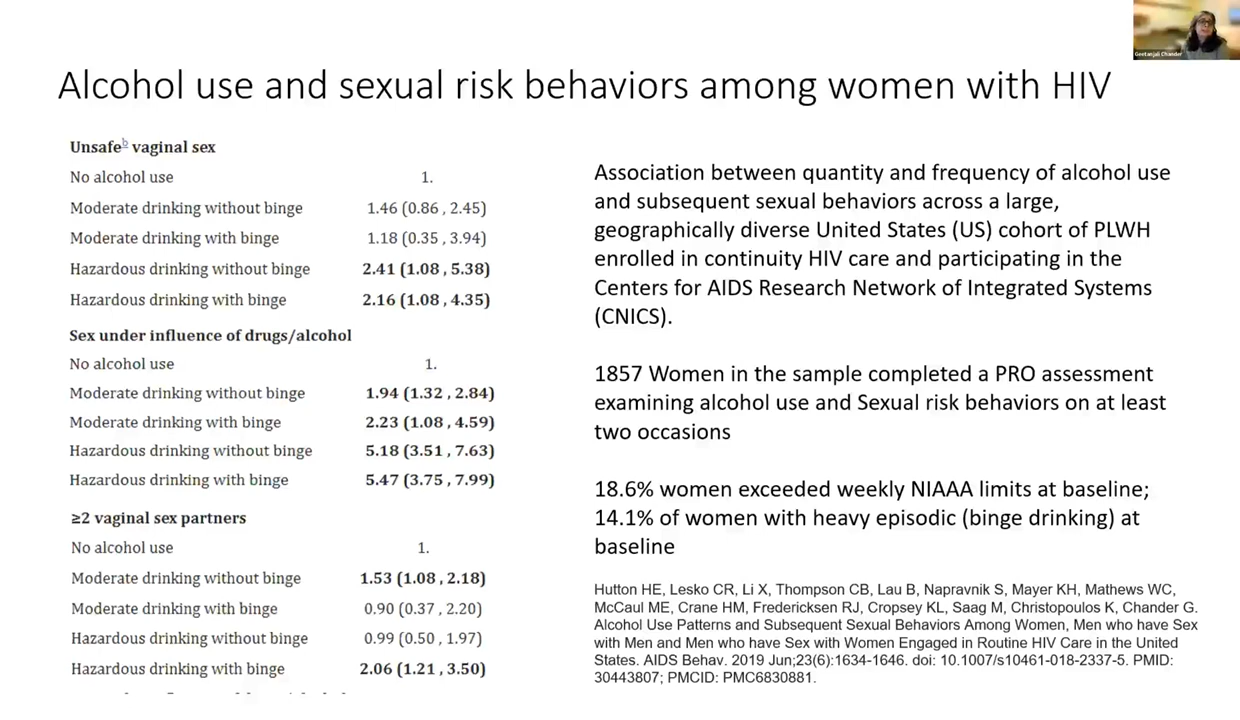 Geetanjali Chander
Alcohol use and sexual risk behaviors among women with HIV
Unsafeb vaginal sex
No alcohol use 1.
Moderate drinking without binge 1.46 (0.86 , 2.45)
Moderate drinking with binge 1.18 (0.35 , 3.94)
Hazardous drinking without binge 2.41 (1.08 , 5.38)
Hazardous drinking with binge 2.16 (1.08 , 4.35)
Sex under influence of drugs/alcohol
No alcohol use 1.
Moderate drinking without binge 1.94 (1.32 , 2.84)
Moderate drinking with binge 2.23 (1.08 , 4.59)
Hazardous drinking without binge 5.18 (3.51 , 7.63)
Hazardous drinking with binge 5.47 (3.75 , 7.99)
≥2 vaginal sex partners
No alcohol use 1.
Moderate drinking without binge 1.53 (1.08 , 2.18)
Moderate drinking with binge 0.90 (0.37 , 2.20)
Hazardous drinking without binge 0.99 (0.50 , 1.97)
Hazardous drinking with binge 2.06 (1.21 , 3.50)
Association between quantity and frequency of alcohol use
and subsequent sexual behaviors across a large,
geographically diverse United States (US) cohort of PLWH
enrolled in continuity HIV care and participating in the
Centers for AIDS Research Network of Integrated Systems
(CNICS).
1857 Women in the sample completed a PRO assessment
examining alcohol use and Sexual risk behaviors on at least
two occasions
18.6% women exceeded weekly NIAAA limits at baseline;
14.1% of women with heavy episodic (binge drinking) at
baseline
Hutton HE, Lesko CR, Li X, Thompson CB, Lau B, Napravnik S, Mayer KH, Mathews WC,
McCaul ME, Crane HM, Fredericksen RJ, Cropsey KL, Saag M, Christopoulos K, Chander G.
Alcohol Use Patterns and Subsequent Sexual Behaviors Among Women, Men who have Sex
with Men and Men who have Sex with Women Engaged in Routine HIV Care in the United
States. AIDS Behav. 2019 Jun;23(6):1634-1646. doi: 10.1007/s10461-018-2337-5. PMID:
30443807; PMCID: PMC6830881.